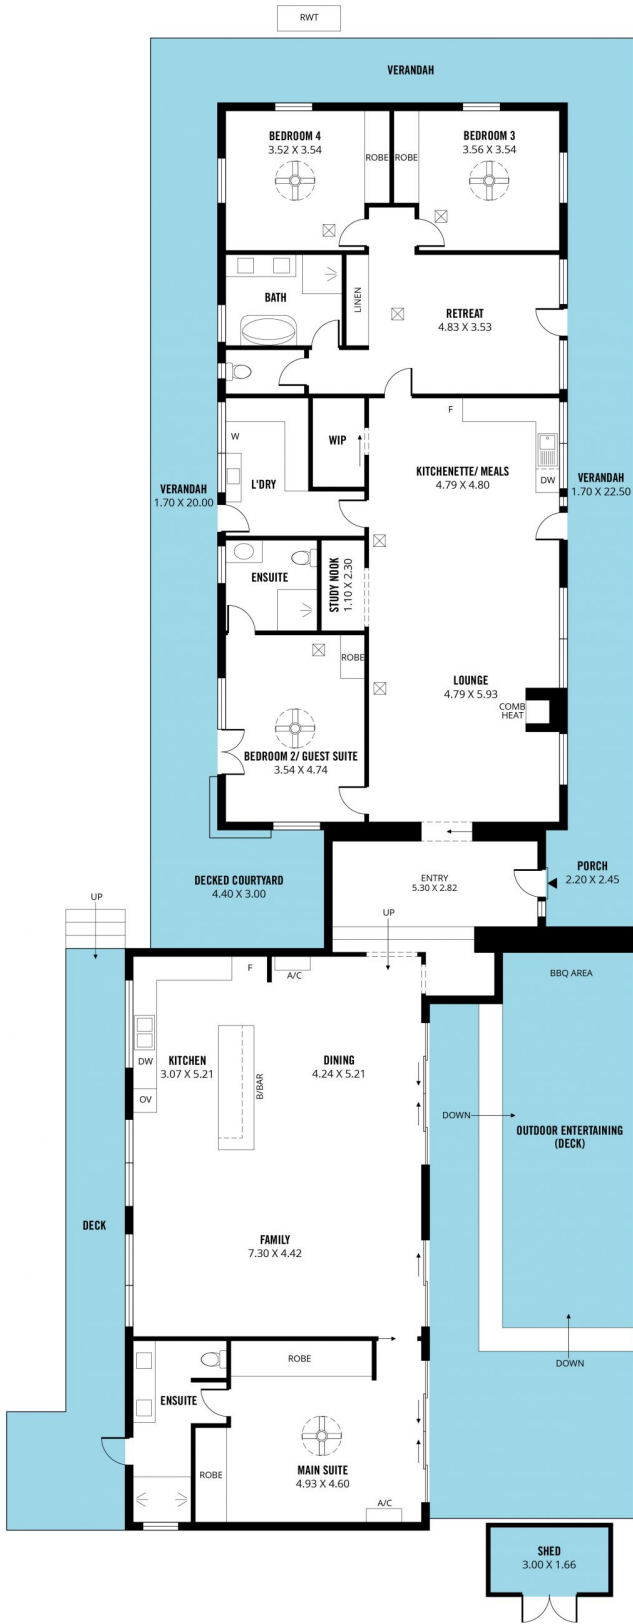 RWT
VERANDAH
BEDROOM 4
3.52 X 3.54
ROBE
ROBE
BEDROOM 3
3.56 X 3.54
BATH
LINEN
RETREAT
4.83 X 3.53
W
L'DRY
WIP
F
KITCHENETTE/ MEALS
4.79 X 4.80
DW
VERANDAH
1.70 X 20.00
VERANDAH
1.70 X 22.50
ENSUITE
STUDY NOOK
1.10 X 2.30
ROBE
LOUNGE
4.79 X 5.93
COMB
HEAT
BEDROOM 2/ GUEST SUITE
3.54 X 4.74
DECKED COURTYARD
4.40 X 3.00
ENTRY
5.30 X 2.82
PORCH
2.20 X 2.45
UP
UP
F
A/C
BBQ AREA
KITCHEN
3.07 X 5.21
DW
OV
B/BAR
DINING
4.24 X 5.21
DOWN
OUTDOOR ENTERTAINING
(DECK)
DECK
FAMILY
7.30 X 4.42
DOWN
ROBE
ENSUITE
ROBE
MAIN SUITE
4.93 X 4.60
A/C
SHED
3.00 X 1.66